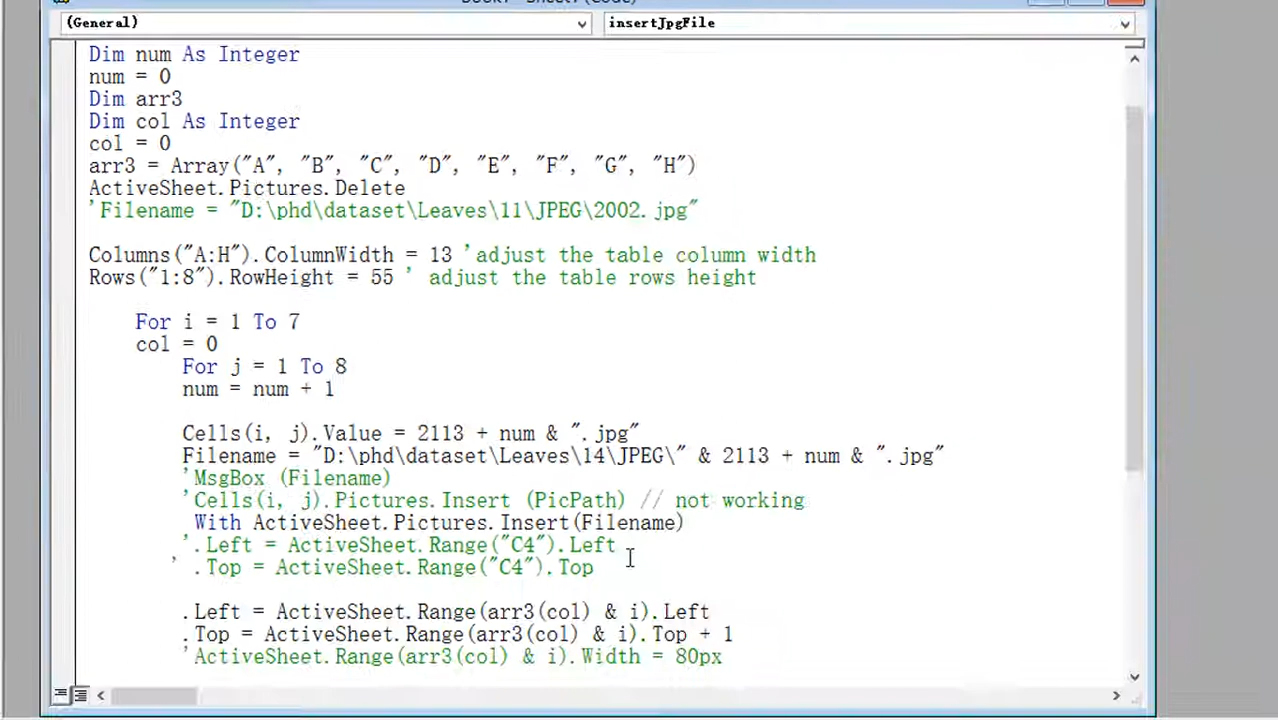 (General)
insertJpgFile
Dim num As Integer
num = 0
Dim arr3
Dim col As Integer
col = 0
arr3 = Array("A", "B", "C", "D", "E", "F", "G", "H")
ActiveSheet.Pictures.Delete
'Filename = "D:\phd\dataset\Leaves\11\JPEG\2002.jpg"
Columns("A:H").ColumnWidth = 13 'adjust the table column width
Rows("1:8").RowHeight = 55 ' adjust the table rows height
For i = 1 To 7
col = 0
For j = 1 To 8
num = num + 1
Cells(i, j).Value = 2113 + num & ".jpg"
Filename = "D:\phd\dataset\Leaves\14\JPEG\" & 2113 + num & ".jpg"
'MsgBox (Filename)
'Cells(i, j).Pictures.Insert (PicPath) // not working
With ActiveSheet.Pictures.Insert(Filename)
'.Left = ActiveSheet.Range("C4").Left
' .Top = ActiveSheet.Range("C4").Top
.Left = ActiveSheet.Range(arr3(col) & i).Left
.Top = ActiveSheet.Range(arr3(col) & i).Top + 1
'ActiveSheet.Range(arr3(col) & i).Width = 80px